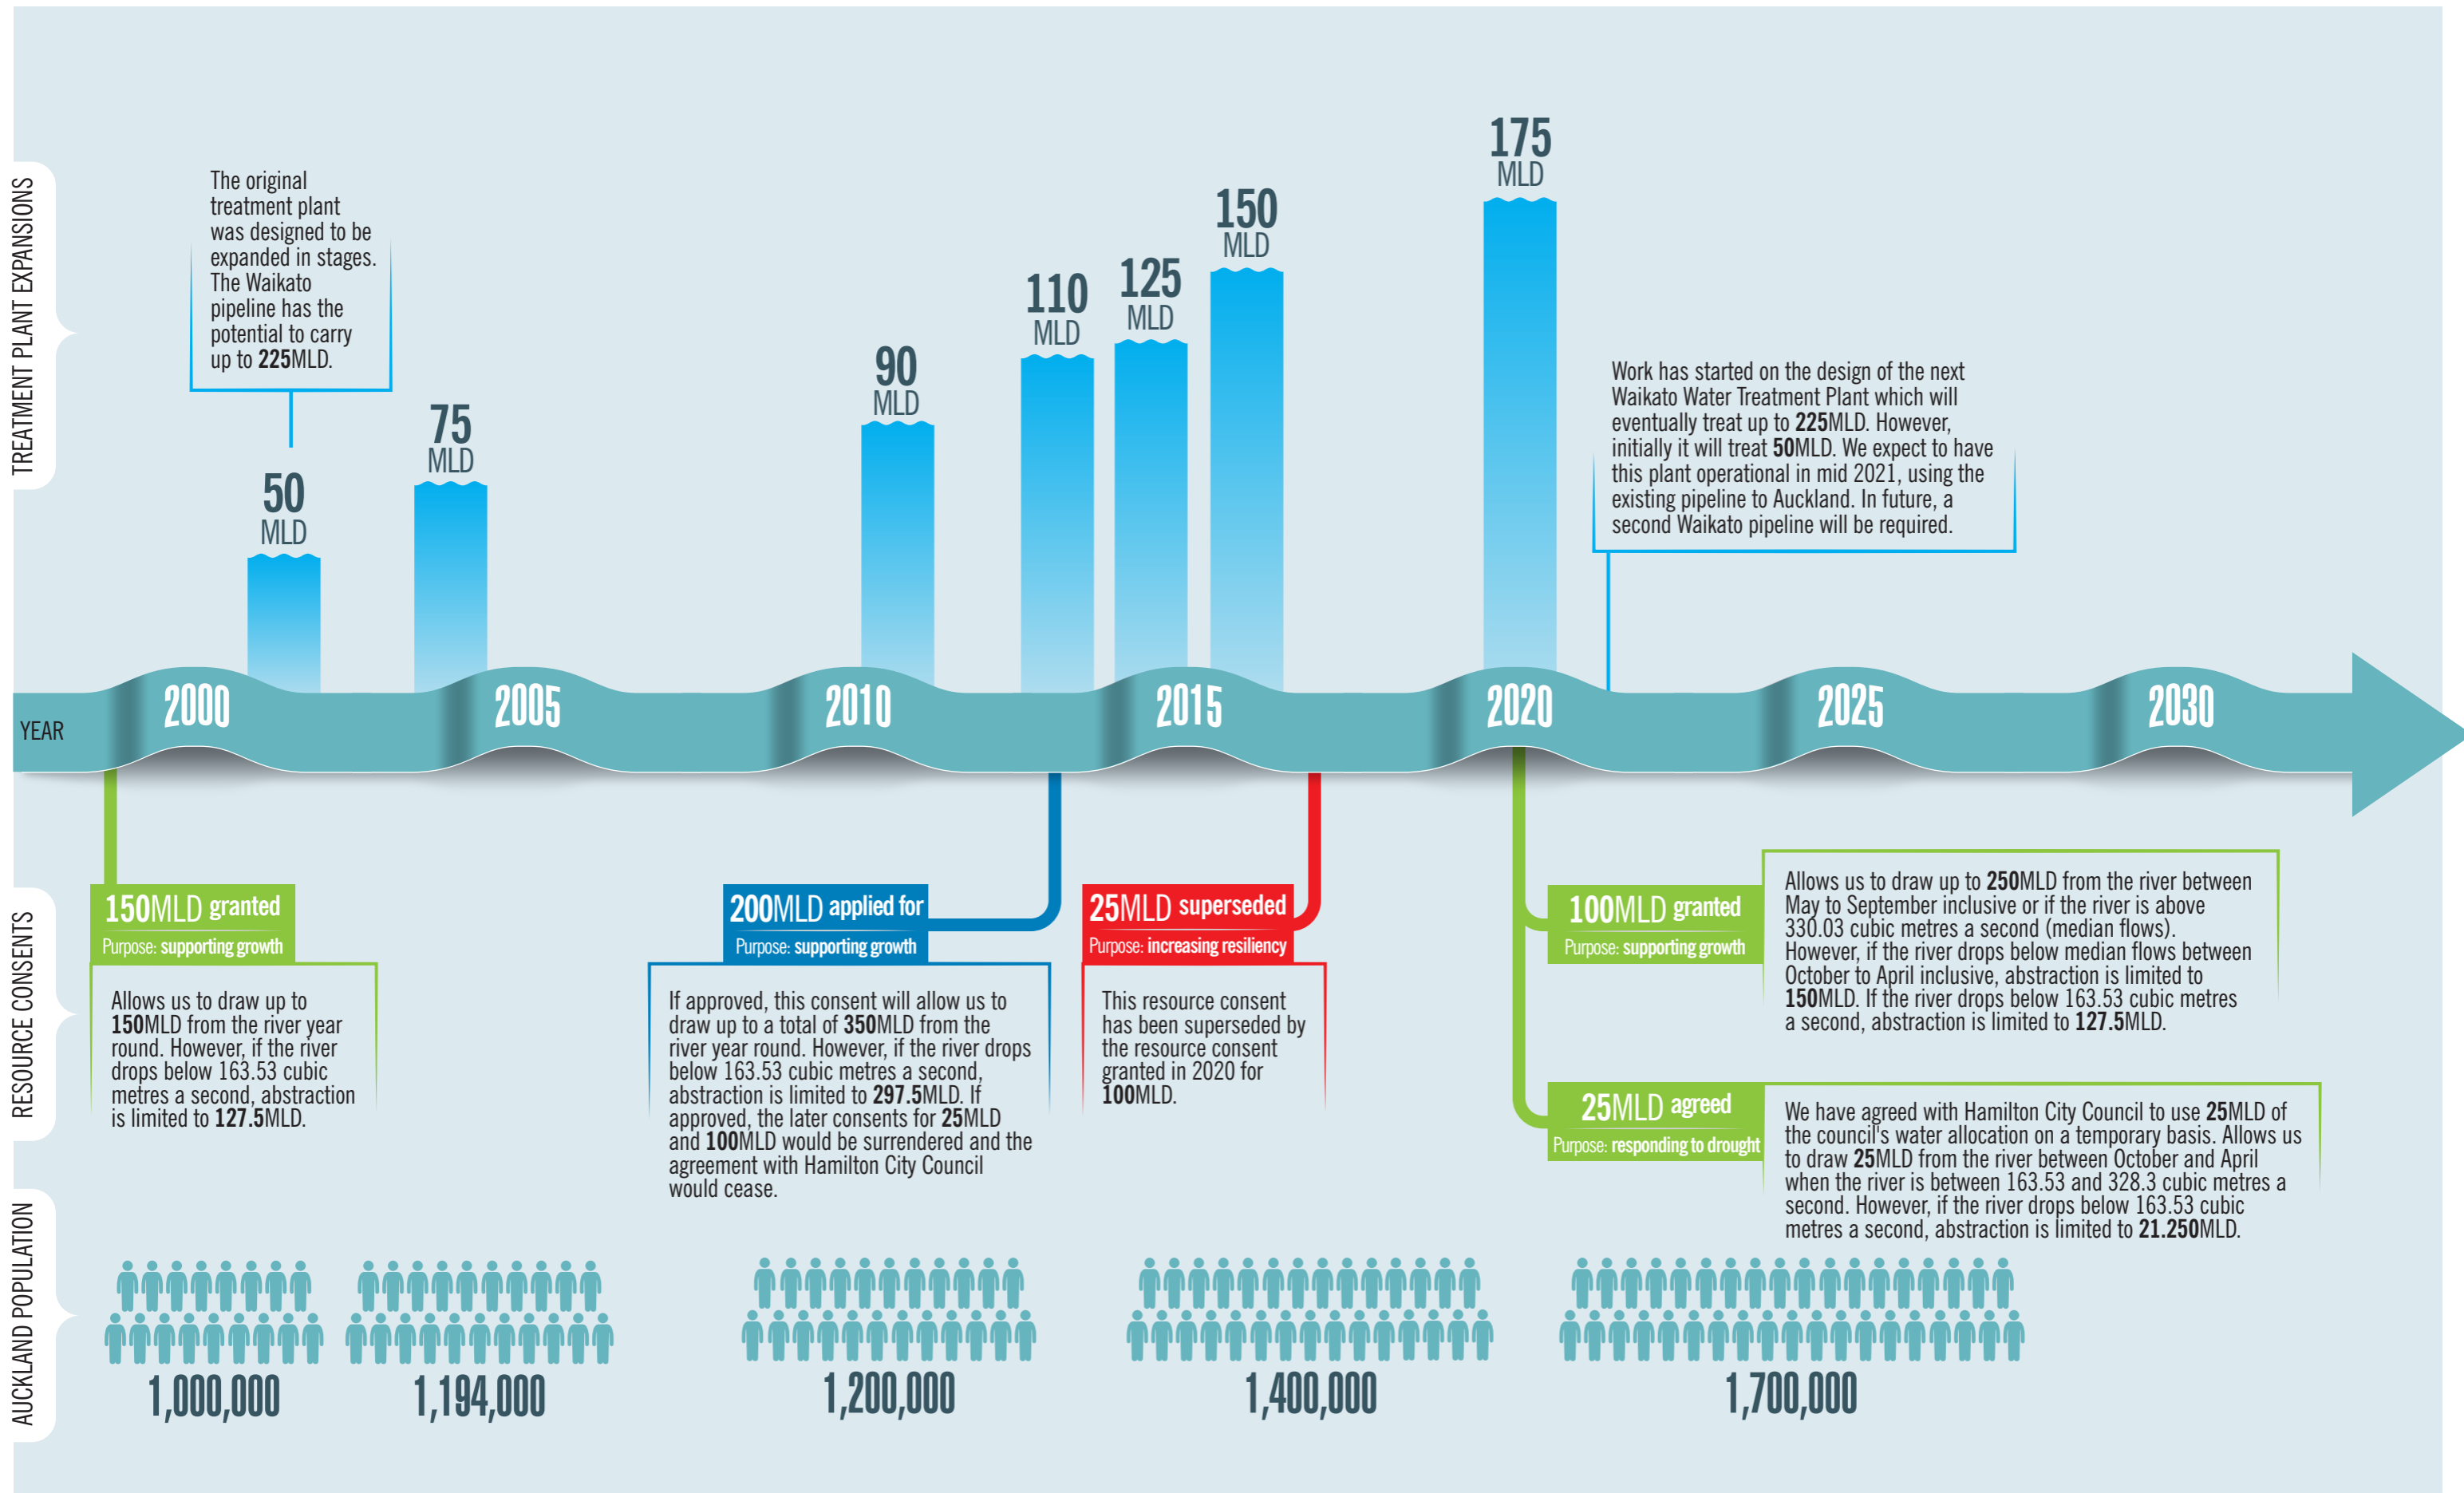 TREATMENT PLANT EXPANSIONS
The original
treatment plant
was designed to be
expanded in stages.
The Waikato
pipeline has the
potential to carry
up to 225MLD.
50
MLD
75
MLD
90
MLD
110
MLD
125
MLD
150
MLD
175
MLD
Work has started on the design of the next
Waikato Water Treatment Plant which will
eventually treat up to 225MLD. However,
initially it will treat 50MLD. We expect to have
this plant operational in mid 2021, using the
existing pipeline to Auckland. In future, a
second Waikato pipeline will be required.
YEAR
2000
2005
2010
2015
2020
2025
2030
RESOURCE CONSENTS
150MLD granted
Purpose: supporting growth
Allows us to draw up to
150MLD from the river year
round. However, if the river
drops below 163.53 cubic
metres a second, abstraction
is limited to 127.5MLD.
200MLD applied for
Purpose: supporting growth
If approved, this consent will allow us to
draw up to a total of 350MLD from the
river year round. However, if the river drops
below 163.53 cubic metres a second,
abstraction is limited to 297.5MLD. If
approved, the later consents for 25MLD
and 100MLD would be surrendered and the
agreement with Hamilton City Council
would cease.
25MLD superseded
Purpose: increasing resiliency
This resource consent
has been superseded by
the resource consent
granted in 2020 for
100MLD.
100MLD granted
Purpose: supporting growth
Allows us to draw up to 250MLD from the river between
May to September inclusive or if the river is above
330.03 cubic metres a second (median flows).
However, if the river drops below median flows between
October to April inclusive, abstraction is limited to
150MLD. If the river drops below 163.53 cubic metres
a second, abstraction is limited to 127.5MLD.
25MLD agreed
Purpose: responding to drought
We have agreed with Hamilton City Council to use 25MLD of
the council's water allocation on a temporary basis. Allows us
to draw 25MLD from the river between October and April
when the river is between 163.53 and 328.3 cubic metres a
second. However, if the river drops below 163.53 cubic
metres a second, abstraction is limited to 21.250MLD.
AUCKLAND POPULATION
1,000,000
1,194,000
1,200,000
1,400,000
1,700,000